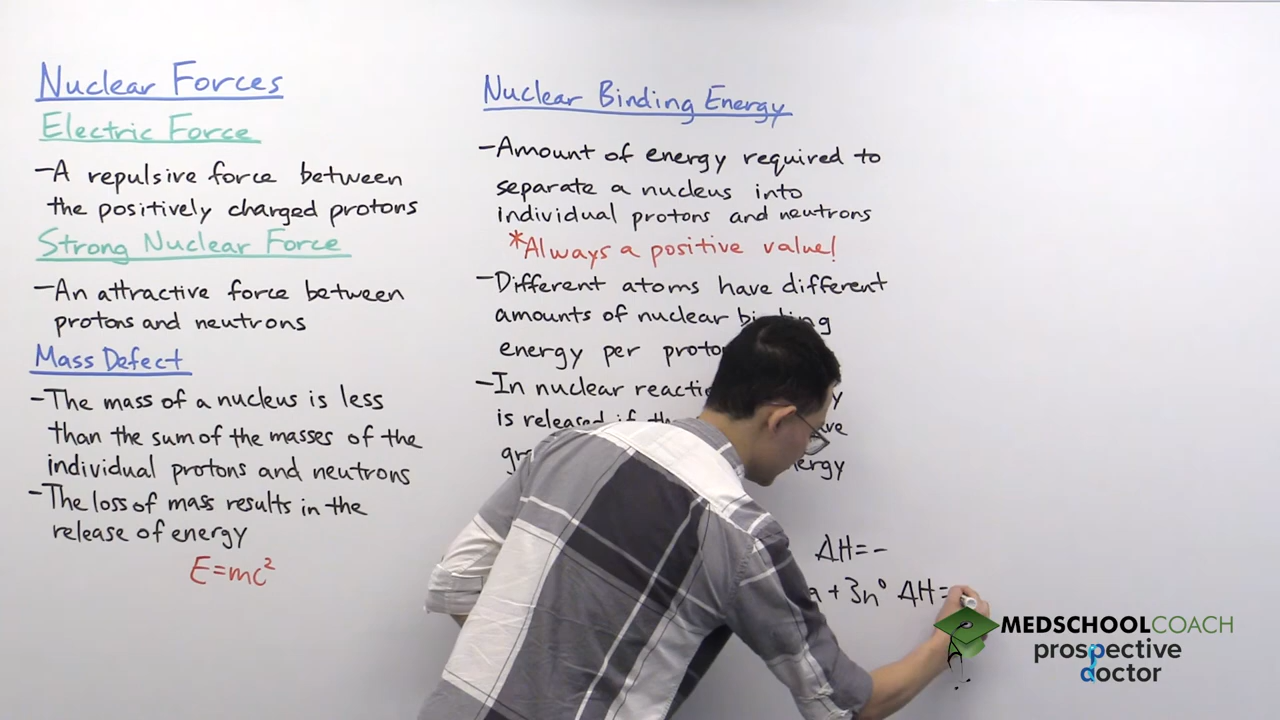 Nuclear Forces
Electric Force
-A repulsive force between
the positively charged protons
Strong Nuclear Force
-An attractive force between
protons and neutrons
Mass Defect
-The mass of a nucleus is less
than the sum of the masses of the
individual protons and neutrons
-The loss of mass results in the
release of energy
E=mc²
Nuclear Binding Energy
-Amount of energy required to
separate a nucleus into
individual protons and neutrons
*Always a positive value!
-Different atoms have different
amounts of nuclear
energy per
-In nuclear
is released if
ΔH=-
+ 3n⁰ ΔH=
MEDSCHOOLCOACH
prospective
doctor